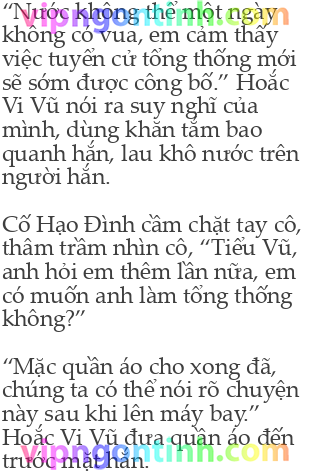 vipngontinh.com
“Nước không thể một ngày
không có vua, em cảm thấy
việc tuyển cử tổng thống mới
sẽ sớm được công bố.” Hoắc
Vi Vũ nói ra suy nghĩ của
mình, dùng khăn tắm bao
quanh hắn, lau khô nước trên
người hắn.
Cố Hạo Đình cầm chặt tay cô,
thâm trầm nhìn cô, “Tiểu Vũ,
anh hỏi em thêm lần nữa, em
có muốn anh làm tổng thống
không?”
“Mặc quần áo cho xong đã,
chúng ta có thể nói rõ chuyện
này sau khi lên máy bay.”
Hoắc Vi Vũ đưa quần áo đến
vipngontinh.com
trước mặt hắn.